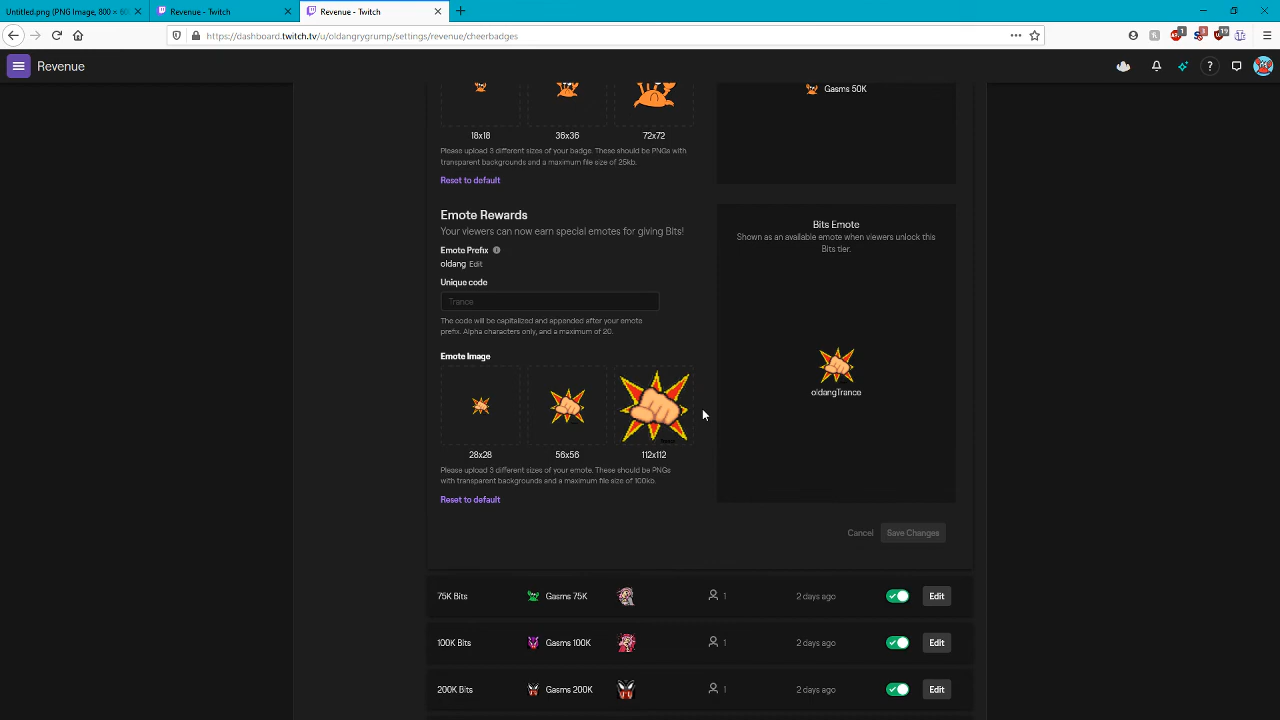 Untitled.png (PNG Image, 800 × 60
Revenue - Twitch
Revenue - Twitch
https://dashboard.twitch.tv/u/oldangrygrump/settings/revenue/cheerbadges
1
3
19
Revenue
Gasms 50K
18x18
36x36
72x72
Please upload 3 different sizes of your badge. These should be PNGs with
transparent backgrounds and a maximum file size of 25kb.
Reset to default
Emote Rewards
Your viewers can now earn special emotes for giving Bits!
Emote Prefix
oldang Edit
Unique code
Trance
The code will be capitalized and appended after your emote
prefix. Alpha characters only, and a maximum of 20.
Emote Image
28x28
56x56
112x112
Please upload 3 different sizes of your emote. These should be PNGs
with transparent backgrounds and a maximum file size of 100kb.
Reset to default
Bits Emote
Shown as an available emote when viewers unlock this
Bits tier.
oldangTrance
Cancel
Save Changes
75K Bits
Gasms 75K
1
2 days ago
Edit
100K Bits
Gasms 100K
1
2 days ago
Edit
200K Bits
Gasms 200K
1
2 days ago
Edit